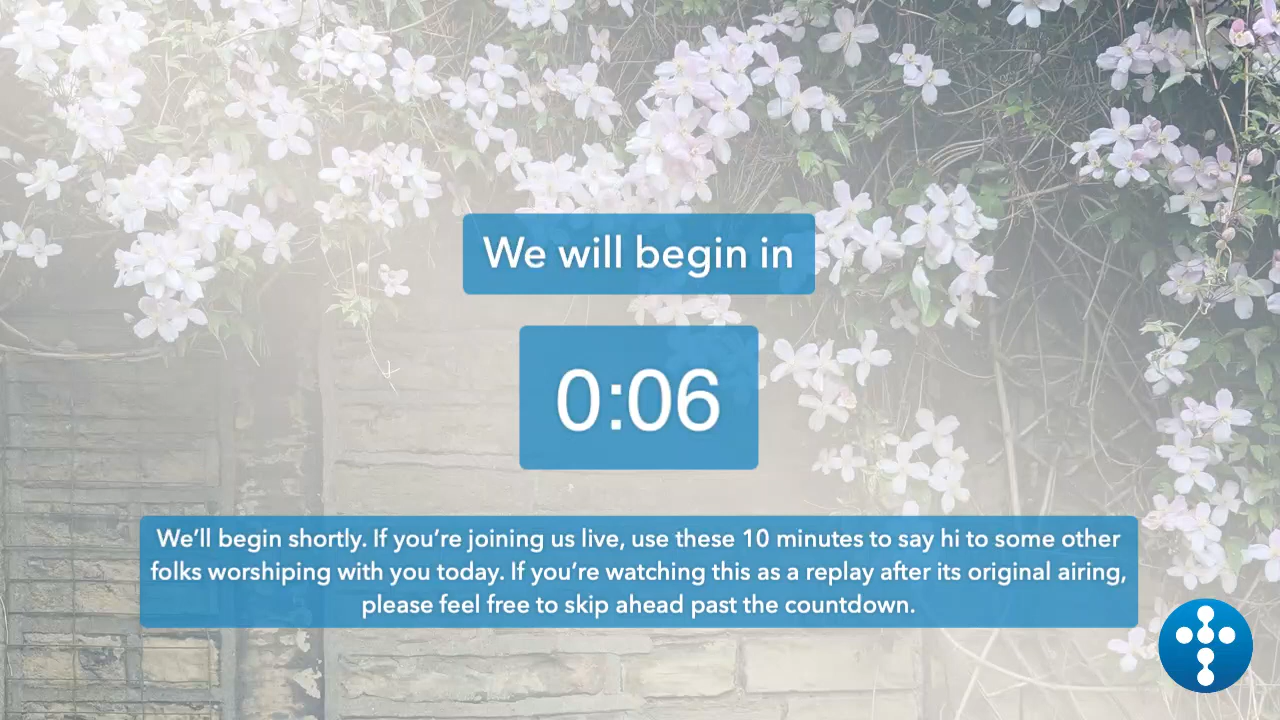 We will begin in
0:06
We’ll begin shortly. If you’re joining us live, use these 10 minutes to say hi to some other
folks worshiping with you today. If you’re watching this as a replay after its original airing,
please feel free to skip ahead past the countdown.